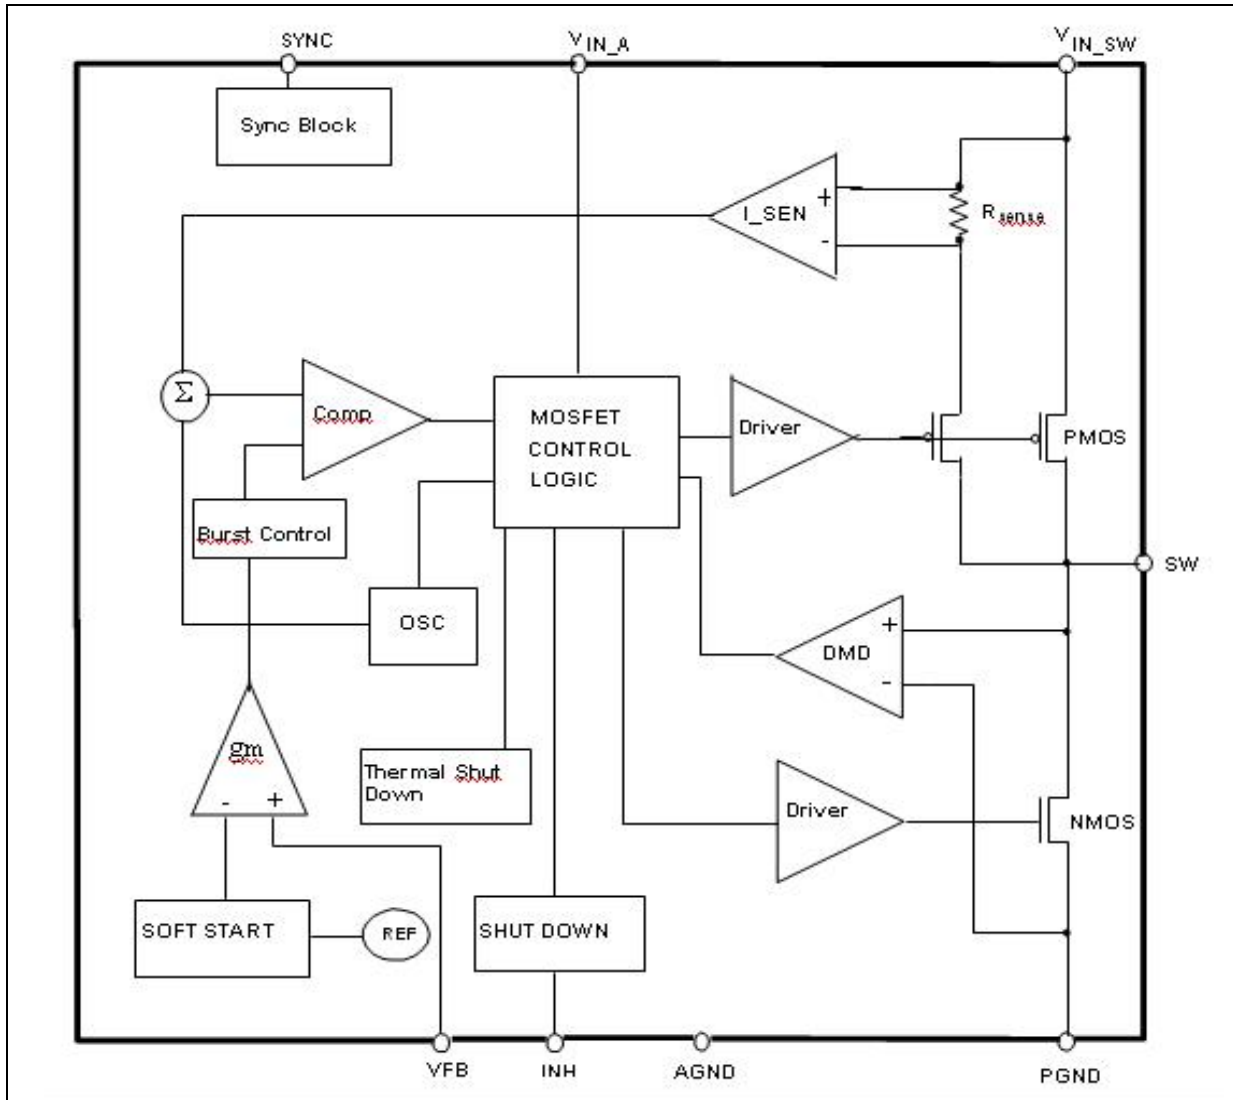 SYNC
VIN_A
VIN_SW
Sync Block
+
I_SEN
-
Rsense
Σ
Comp
MOSFET
CONTROL
LOGIC
Driver
PMOS
Burst Control
SW
OSC
+
DMD
-
gm
- +
Thermal Shut
Down
Driver
NMOS
SOFT START
REF
SHUT DOWN
VFB
INH
AGND
PGND